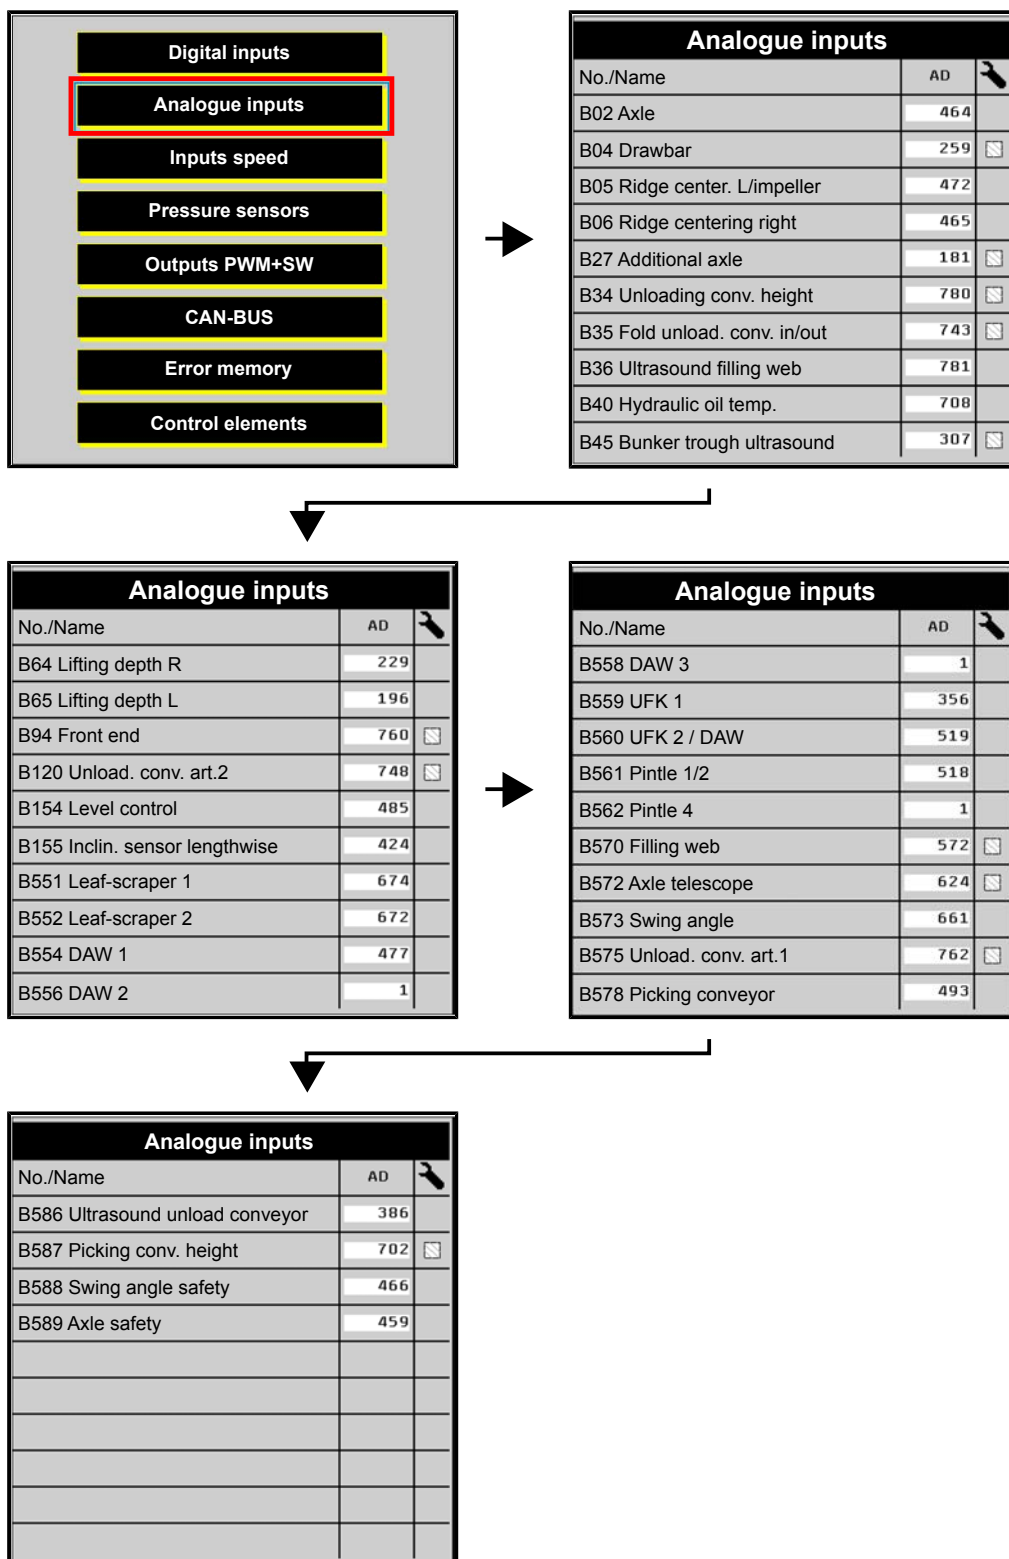 Digital inputs
Analogue inputs
Inputs speed
Pressure sensors
Outputs PWM+SW
CAN-BUS
Error memory
Control elements
Analogue inputs
No./Name AD
B02 Axle 464
B04 Drawbar 259
B05 Ridge center. L/impeller 472
B06 Ridge centering right 465
B27 Additional axle 181
B34 Unloading conv. height 780
B35 Fold unload. conv. in/out 743
B36 Ultrasound filling web 781
B40 Hydraulic oil temp. 708
B45 Bunker trough ultrasound 307
Analogue inputs
No./Name AD
B64 Lifting depth R 229
B65 Lifting depth L 196
B94 Front end 760
B120 Unload. conv. art.2 748
B154 Level control 485
B155 Inclin. sensor lengthwise 424
B551 Leaf-scraper 1 674
B552 Leaf-scraper 2 672
B554 DAW 1 477
B556 DAW 2 1
Analogue inputs
No./Name AD
B558 DAW 3 1
B559 UFK 1 356
B560 UFK 2 / DAW 519
B561 Pintle 1/2 518
B562 Pintle 4 1
B570 Filling web 572
B572 Axle telescope 624
B573 Swing angle 661
B575 Unload. conv. art.1 762
B578 Picking conveyor 493
Analogue inputs
No./Name AD
B586 Ultrasound unload conveyor 386
B587 Picking conv. height 702
B588 Swing angle safety 466
B589 Axle safety 459